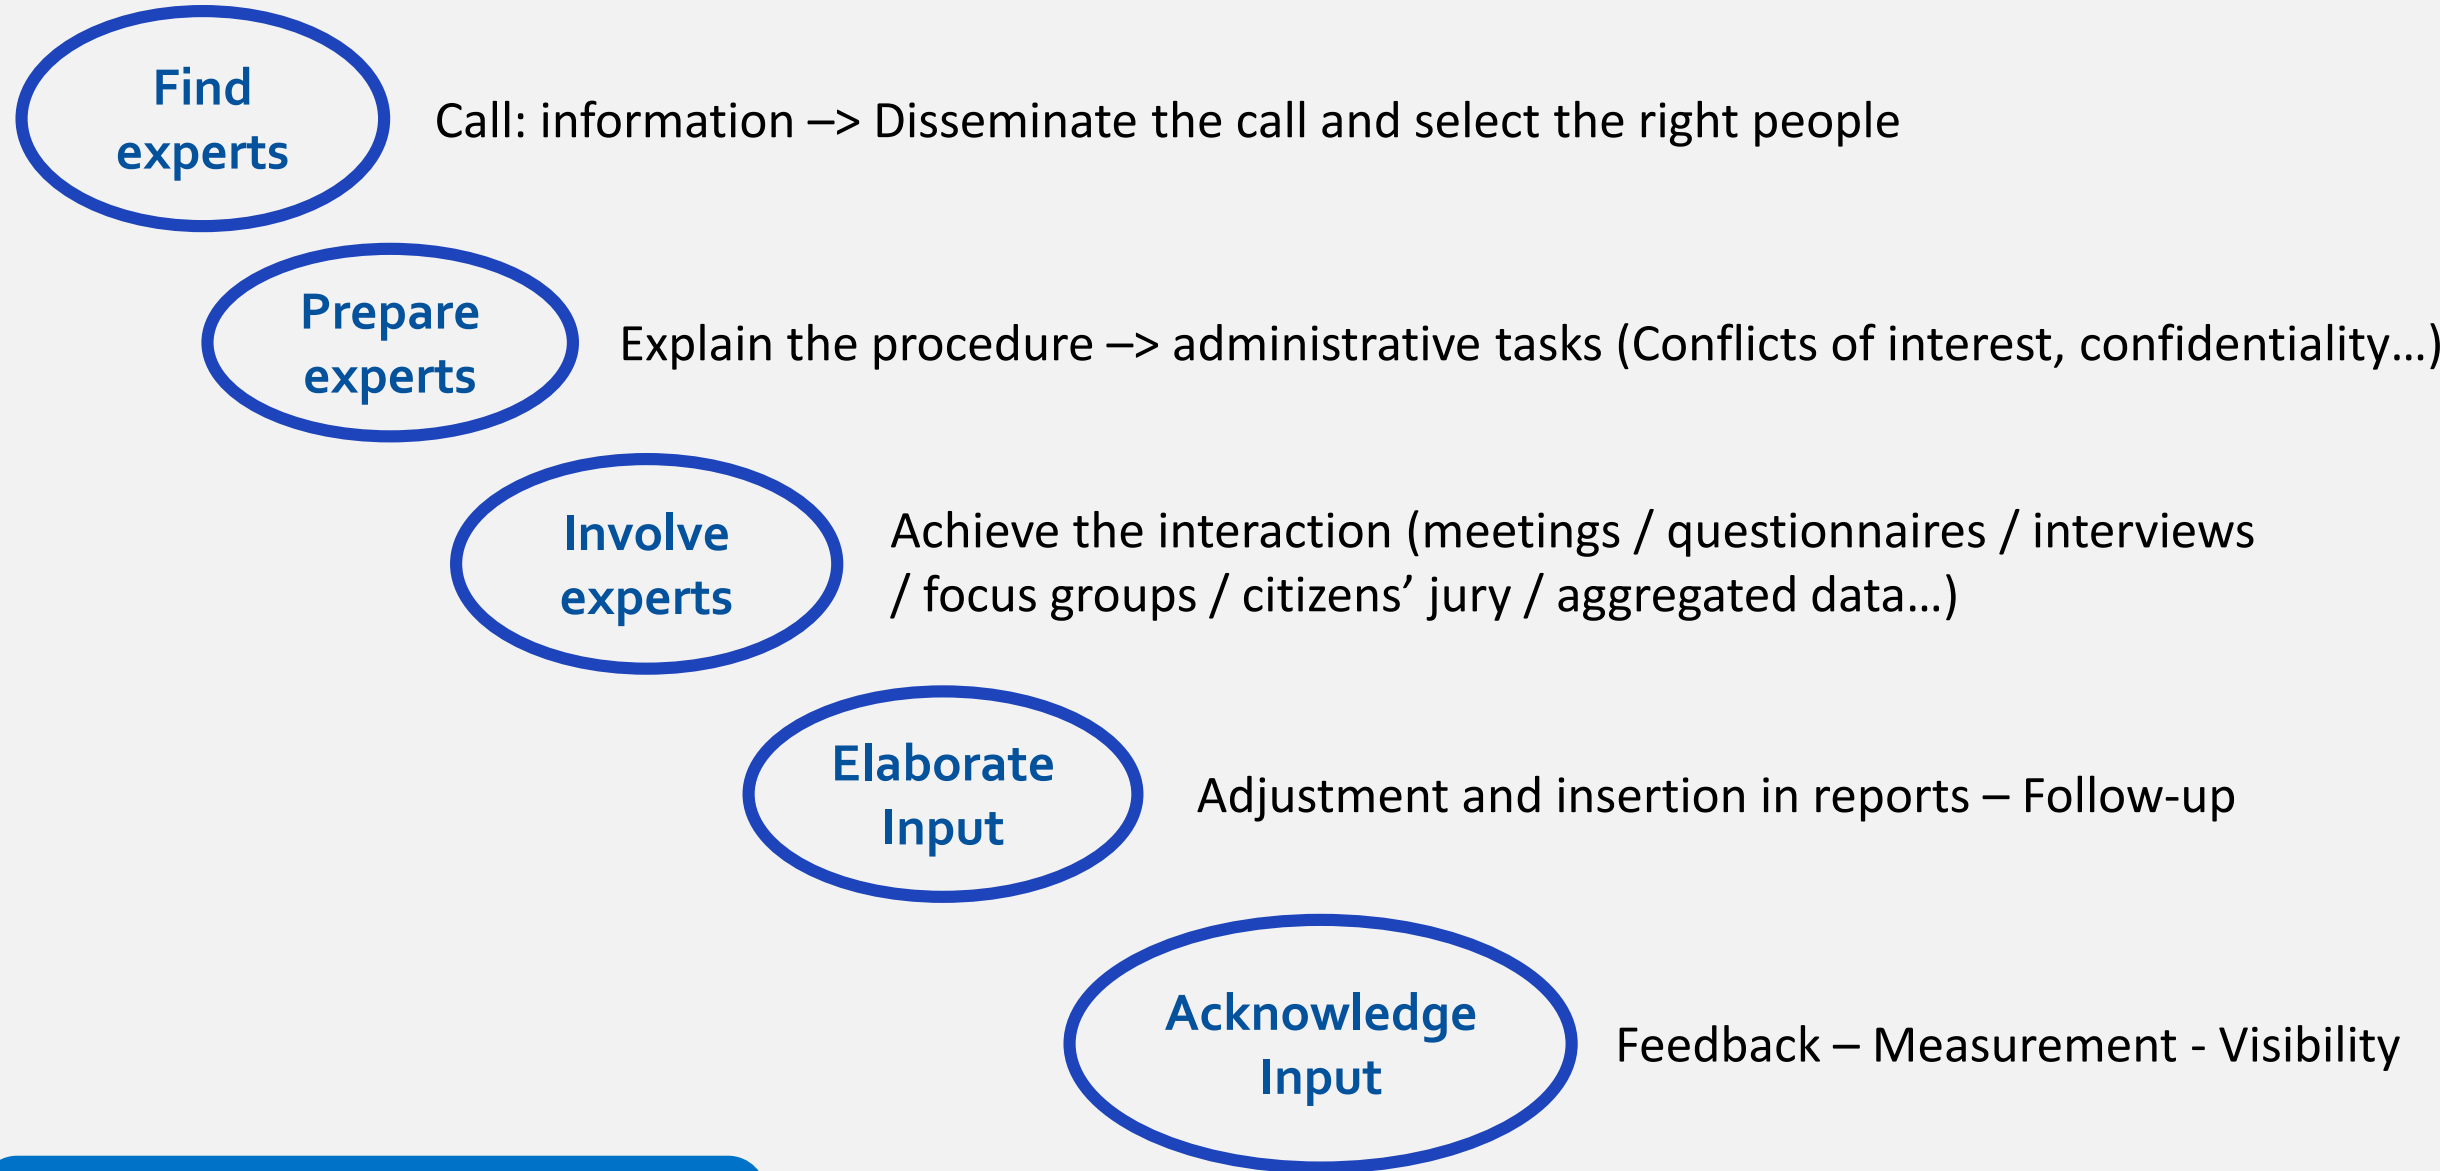 Find
experts
Call: information –> Disseminate the call and select the right people
Prepare
experts
Explain the procedure –> administrative tasks (Conflicts of interest, confidentiality…)
Involve
experts
Achieve the interaction (meetings / questionnaires / interviews
/ focus groups / citizens’ jury / aggregated data…)
Elaborate
Input
Adjustment and insertion in reports – Follow-up
Acknowledge
Input
Feedback – Measurement - Visibility